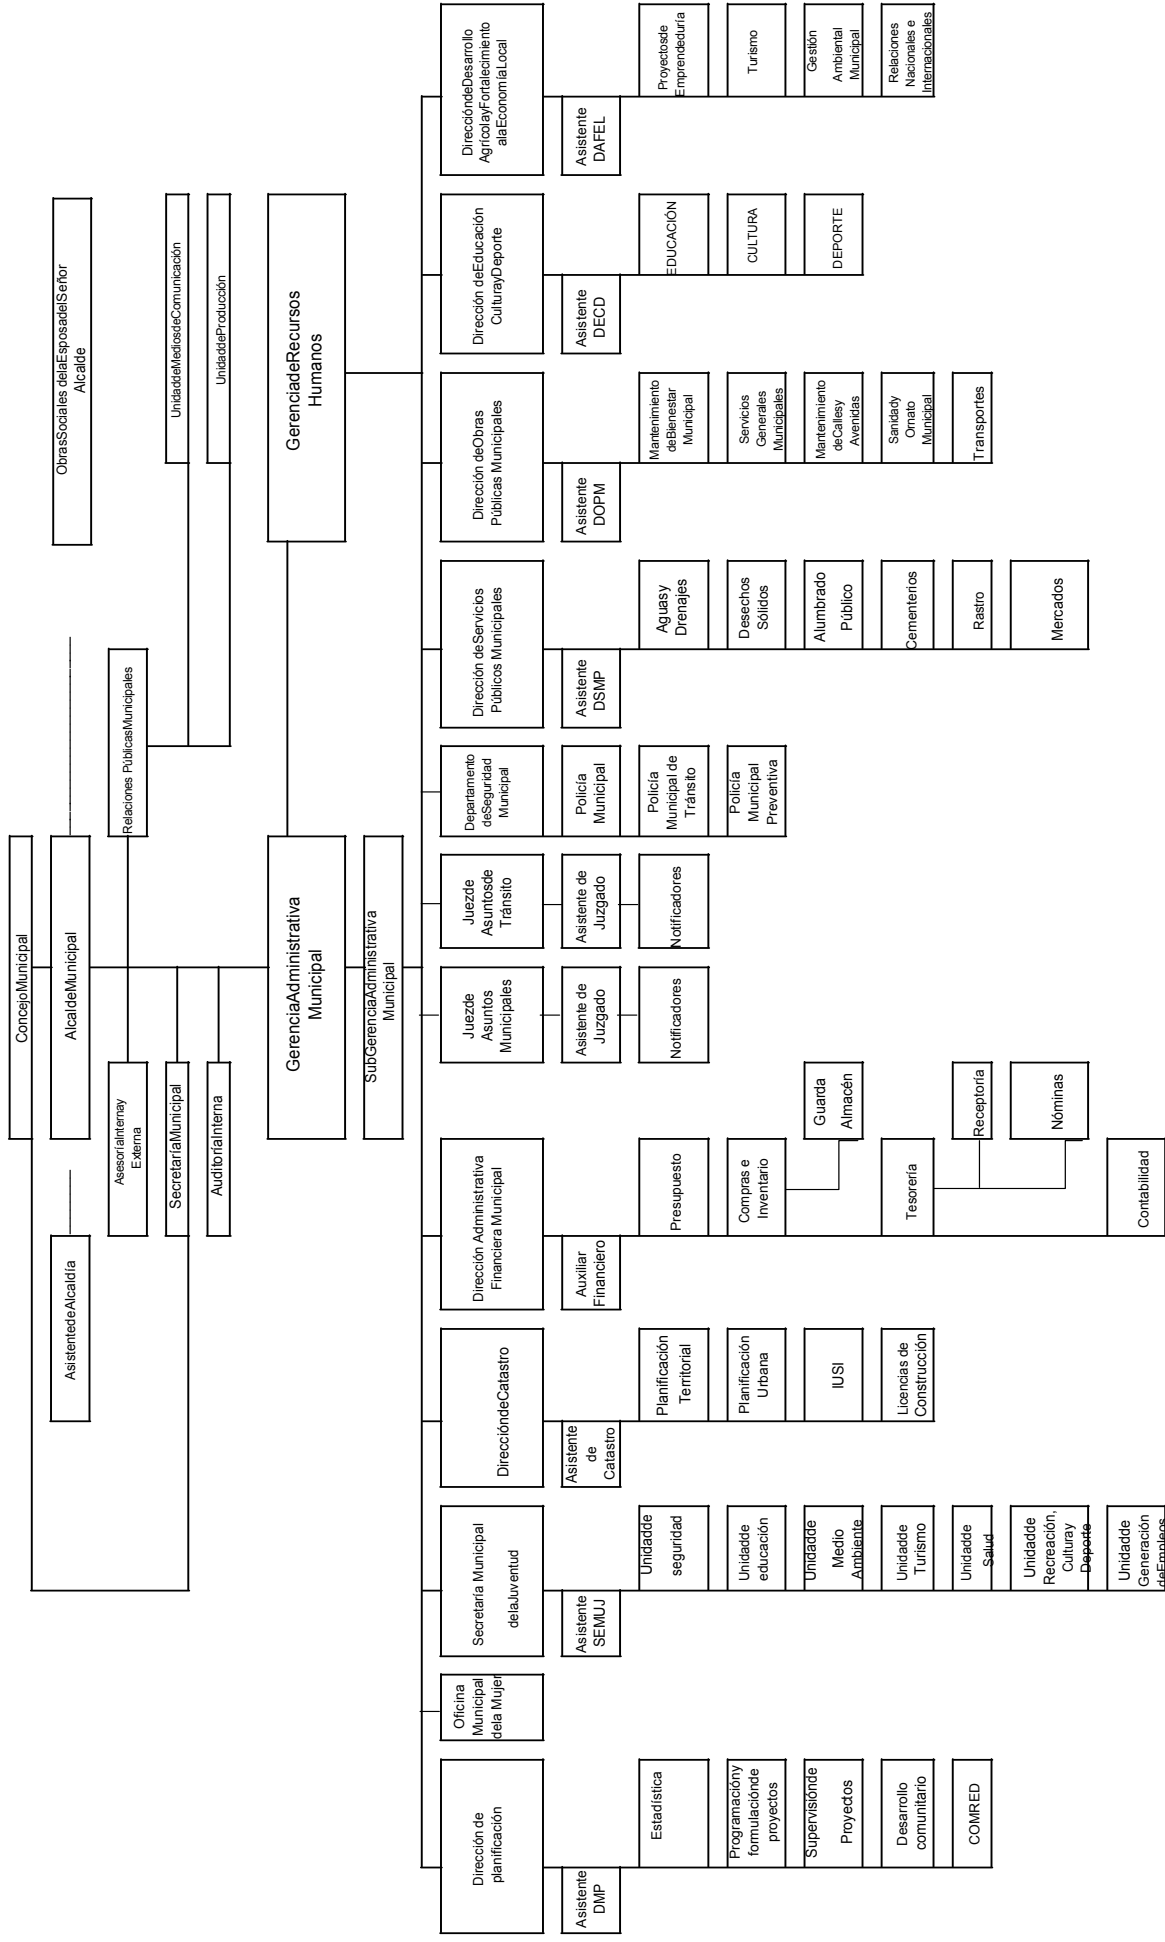 ConcejoMunicipal
AlcaldeMunicipal
AsistentedeAlcaldía
ObrasSociales delaEsposadelSeñor
Alcalde
AsesoríaInternay
Externa
Relaciones PúblicasMunicipales
SecretaríaMunicipal
UnidaddeMediosdeComunicación
AuditoríaInterna
UnidaddeProducción
GerenciaAdministrativa
Municipal
GerenciadeRecursos
Humanos
SubGerenciaAdministrativa
Municipal
Dirección de
planificación
Asistente
DMP
Estadística
Programacióny
formulaciónde
proyectos
Supervisiónde
Proyectos
Desarrollo
comunitario
COMRED
Oficina
Municipal
dela Mujer
Secretaría Municipal
delaJuventud
Asistente
SEMUJ
Unidadde
seguridad
Unidadde
educación
Unidadde
Medio
Ambiente
Unidadde
Turismo
Unidadde
Salud
Unidadde
Recreación,
Culturay
Deporte
Unidadde
Generación
deEmpleos
DireccióndeCatastro
Asistente
de
Catastro
Planificación
Territorial
Planificación
Urbana
IUSI
Licencias de
Construcción
Dirección Administrativa
Financiera Municipal
Auxiliar
Financiero
Presupuesto
Compras e
Inventario
Guarda
Almacén
Tesorería
Receptoría
Nóminas
Contabilidad
Juezde
Asuntos
Municipales
Asistente de
Juzgado
Notificadores
Juezde
Asuntosde
Tránsito
Asistente de
Juzgado
Notificadores
Departamento
deSeguridad
Municipal
Policía
Municipal
Policía
Municipal de
Tránsito
Policía
Municipal
Preventiva
Dirección deServicios
Públicos Municipales
Asistente
DSMP
Aguasy
Drenajes
Desechos
Sólidos
Alumbrado
Público
Cementerios
Rastro
Mercados
Dirección deObras
Públicas Municipales
Asistente
DOPM
Mantenimiento
deBienestar
Municipal
Servicios
Generales
Municipales
Mantenimiento
deCallesy
Avenidas
Sanidady
Ornato
Municipal
Transportes
Dirección deEducación
CulturayDeporte
Asistente
DECD
EDUCACIÓN
CULTURA
DEPORTE
DireccióndeDesarrollo
AgrícolayFortalecimiento
alaEconomíaLocal
Asistente
DAFEL
Proyectosde
Emprendeduría
Turismo
Gestión
Ambiental
Municipal
Relaciones
Nacionales e
Internacionales